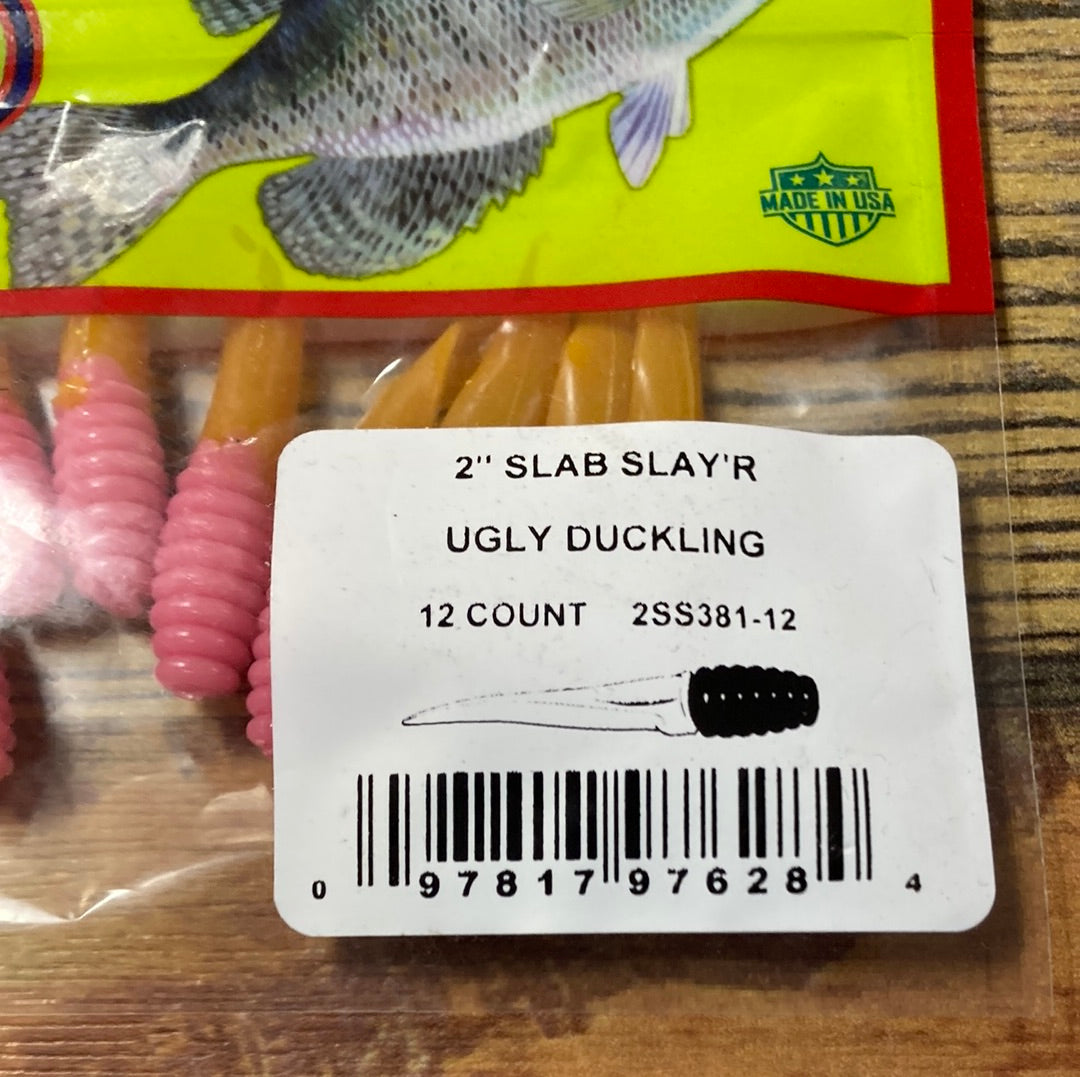 MADE IN USA
2" SLAB SLAY'R
UGLY DUCKLING
12 COUNT 2SS381-12
0 97817 97628 4